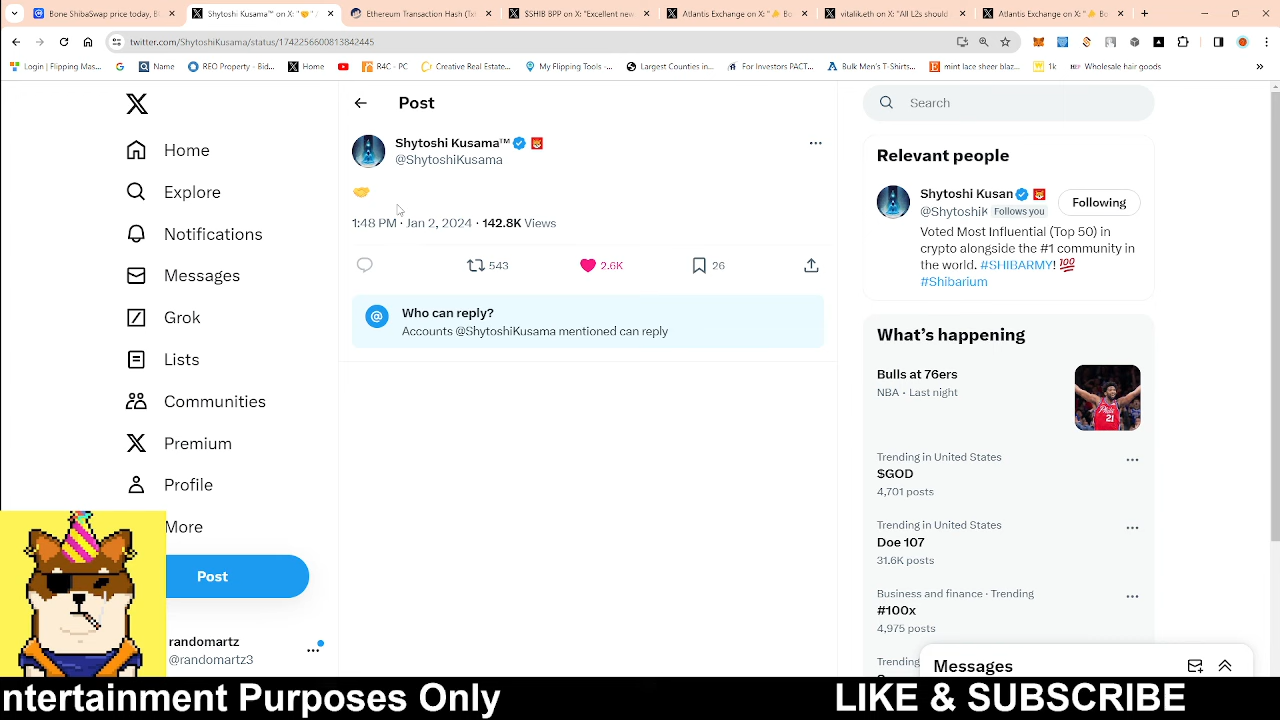 Bone ShibaSwap price today, B
Shytoshi Kusama™ on X: "🤝" /
Ethereum Transaction Hash (Txh
$SHIB BPP on X: "Excellent new
Atlantis Exchange on X: "
vitalik.eth on X: "All L2s should
Atlantis Exchange on X: "
twitter.com/ShytoshiKusama/status/1742256600813842445
Login | Flipping Mas...
Name
REO Property - Bid...
Home
R4C - PC
Creative Real Estate...
My Flipping Tools -...
Largest Counties in...
For Investors PACT...
Bulk Men's T-Shirts...
mint lace sheer blaz...
1k
Wholesale hair goods
Home
Explore
Notifications
Messages
Grok
Lists
Communities
Premium
Profile
More
Post
randomartz
@randomartz3
Post
Shytoshi Kusama™
@ShytoshiKusama
🤝
1:48 PM · Jan 2, 2024 · 142.8K Views
543
2.6K
26
Who can reply?
Accounts @ShytoshiKusama mentioned can reply
Search
Relevant people
Shytoshi Kusan
@ShytoshiK Follows you
Following
Voted Most Influential (Top 50) in
crypto alongside the #1 community in
the world. #SHIBARMY! 💯
#Shibarium
What's happening
Bulls at 76ers
NBA · Last night
Trending in United States
$GOD
4,701 posts
Trending in United States
Doe 107
31.6K posts
Business and finance · Trending
#100x
4,975 posts
Trending
Messages
ntertainment Purposes Only
LIKE & SUBSCRIBE